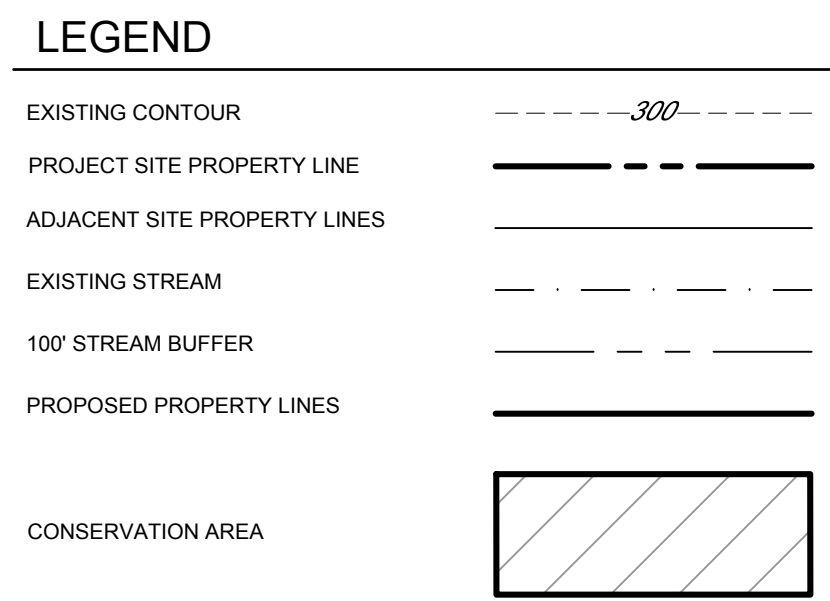 LEGEND
EXISTING CONTOUR 300
PROJECT SITE PROPERTY LINE
ADJACENT SITE PROPERTY LINES
EXISTING STREAM
100' STREAM BUFFER
PROPOSED PROPERTY LINES
CONSERVATION AREA